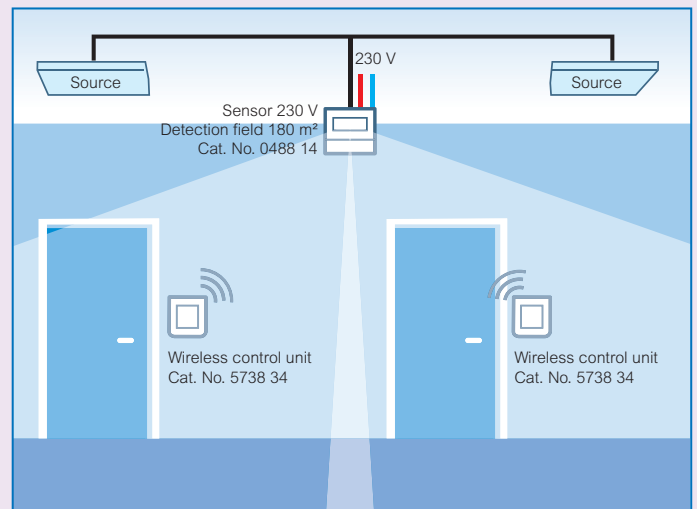 230 V
Source
Source
Sensor 230 V
Detection field 180 m²
Cat. No. 0488 14
Wireless control unit
Cat. No. 5738 34
Wireless control unit
Cat. No. 5738 34